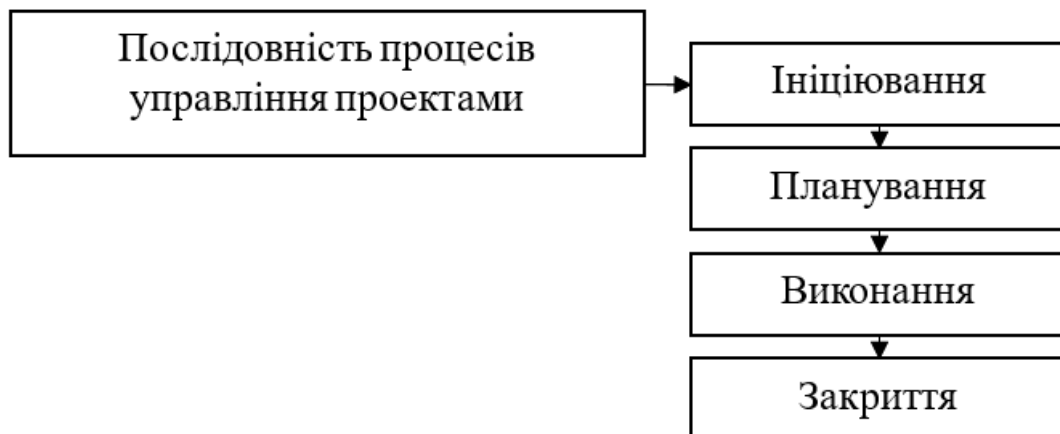 Послідовність процесів
управління проектами
Ініціювання
Планування
Виконання
Закриття